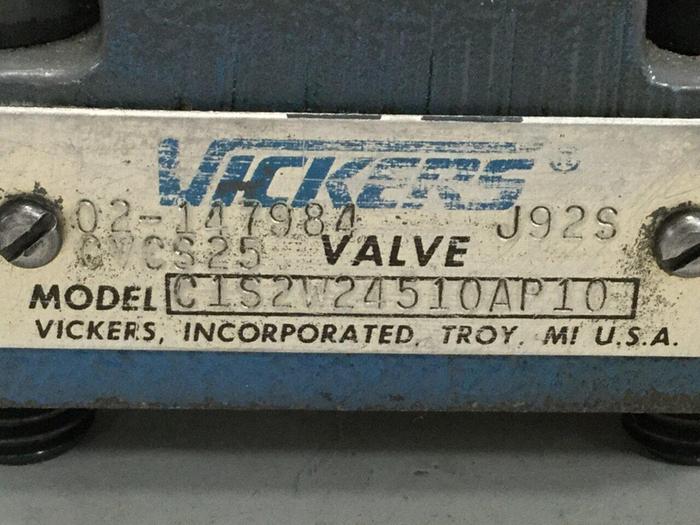 VICKERS ®
02-147984 J92S
CVCS25 VALVE
MODEL C1S2W24510AP10
VICKERS, INCORPORATED, TROY, MI U.S.A.